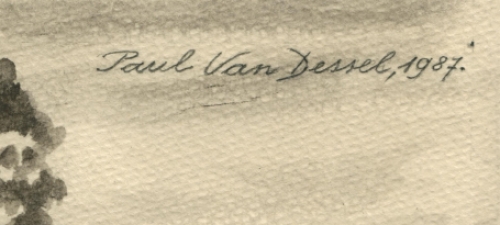 Paul Van Dessel, 1987.